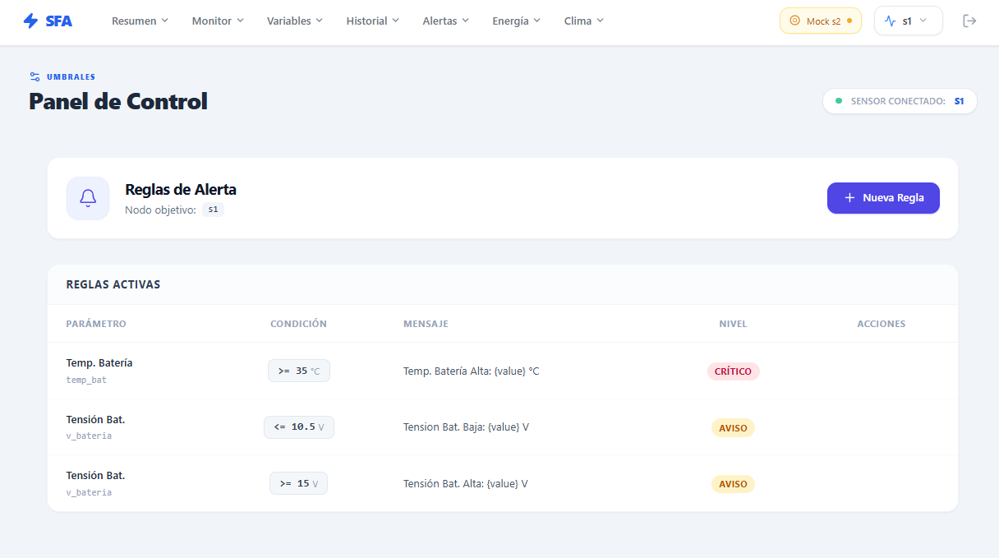 SFA Resumen Monitor Variables Historial Alertas Energía Clima Mock s2 s1
UMBRALES
Panel de Control
SENSOR CONECTADO: S1
Reglas de Alerta
Nodo objetivo: s1
+ Nueva Regla
REGLAS ACTIVAS
PARÁMETRO CONDICIÓN MENSAJE NIVEL ACCIONES
Temp. Batería
temp_bat
>= 35 °C
Temp. Batería Alta: {value} °C
CRÍTICO
Tensión Bat.
v_bateria
<= 10.5 V
Tension Bat. Baja: {value} V
AVISO
Tensión Bat.
v_bateria
>= 15 V
Tensión Bat. Alta: {value} V
AVISO